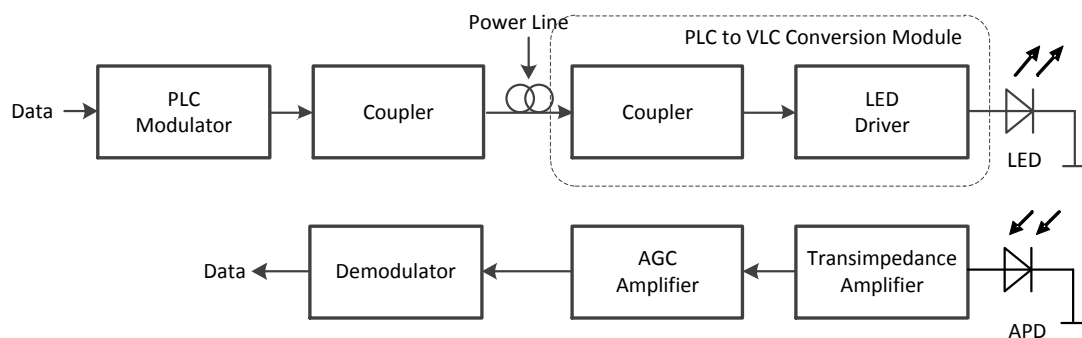 Power Line
PLC to VLC Conversion Module
Data
PLC
Modulator
Coupler
Coupler
LED
Driver
LED
Data
Demodulator
AGC
Amplifier
Transimpedance
Amplifier
APD